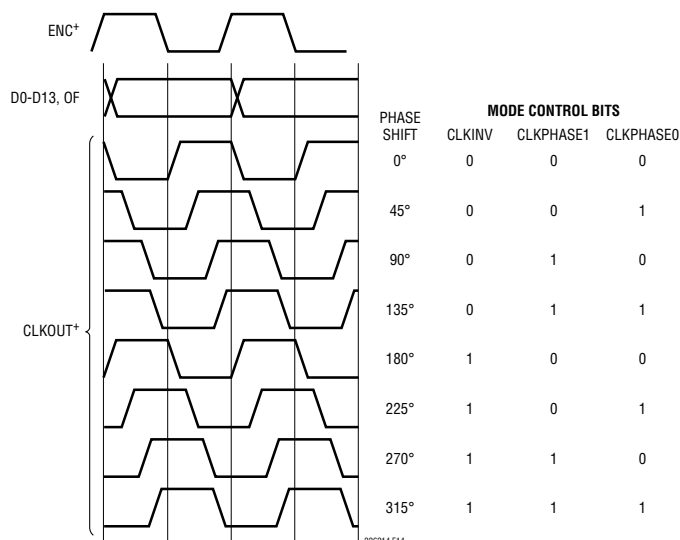 ENC+
D0-D13, OF
CLKOUT+
PHASE SHIFT MODE CONTROL BITS
CLKINV CLKPHASE1 CLKPHASE0
0° 0 0 0
45° 0 0 1
90° 0 1 0
135° 0 1 1
180° 1 0 0
225° 1 0 1
270° 1 1 0
315° 1 1 1